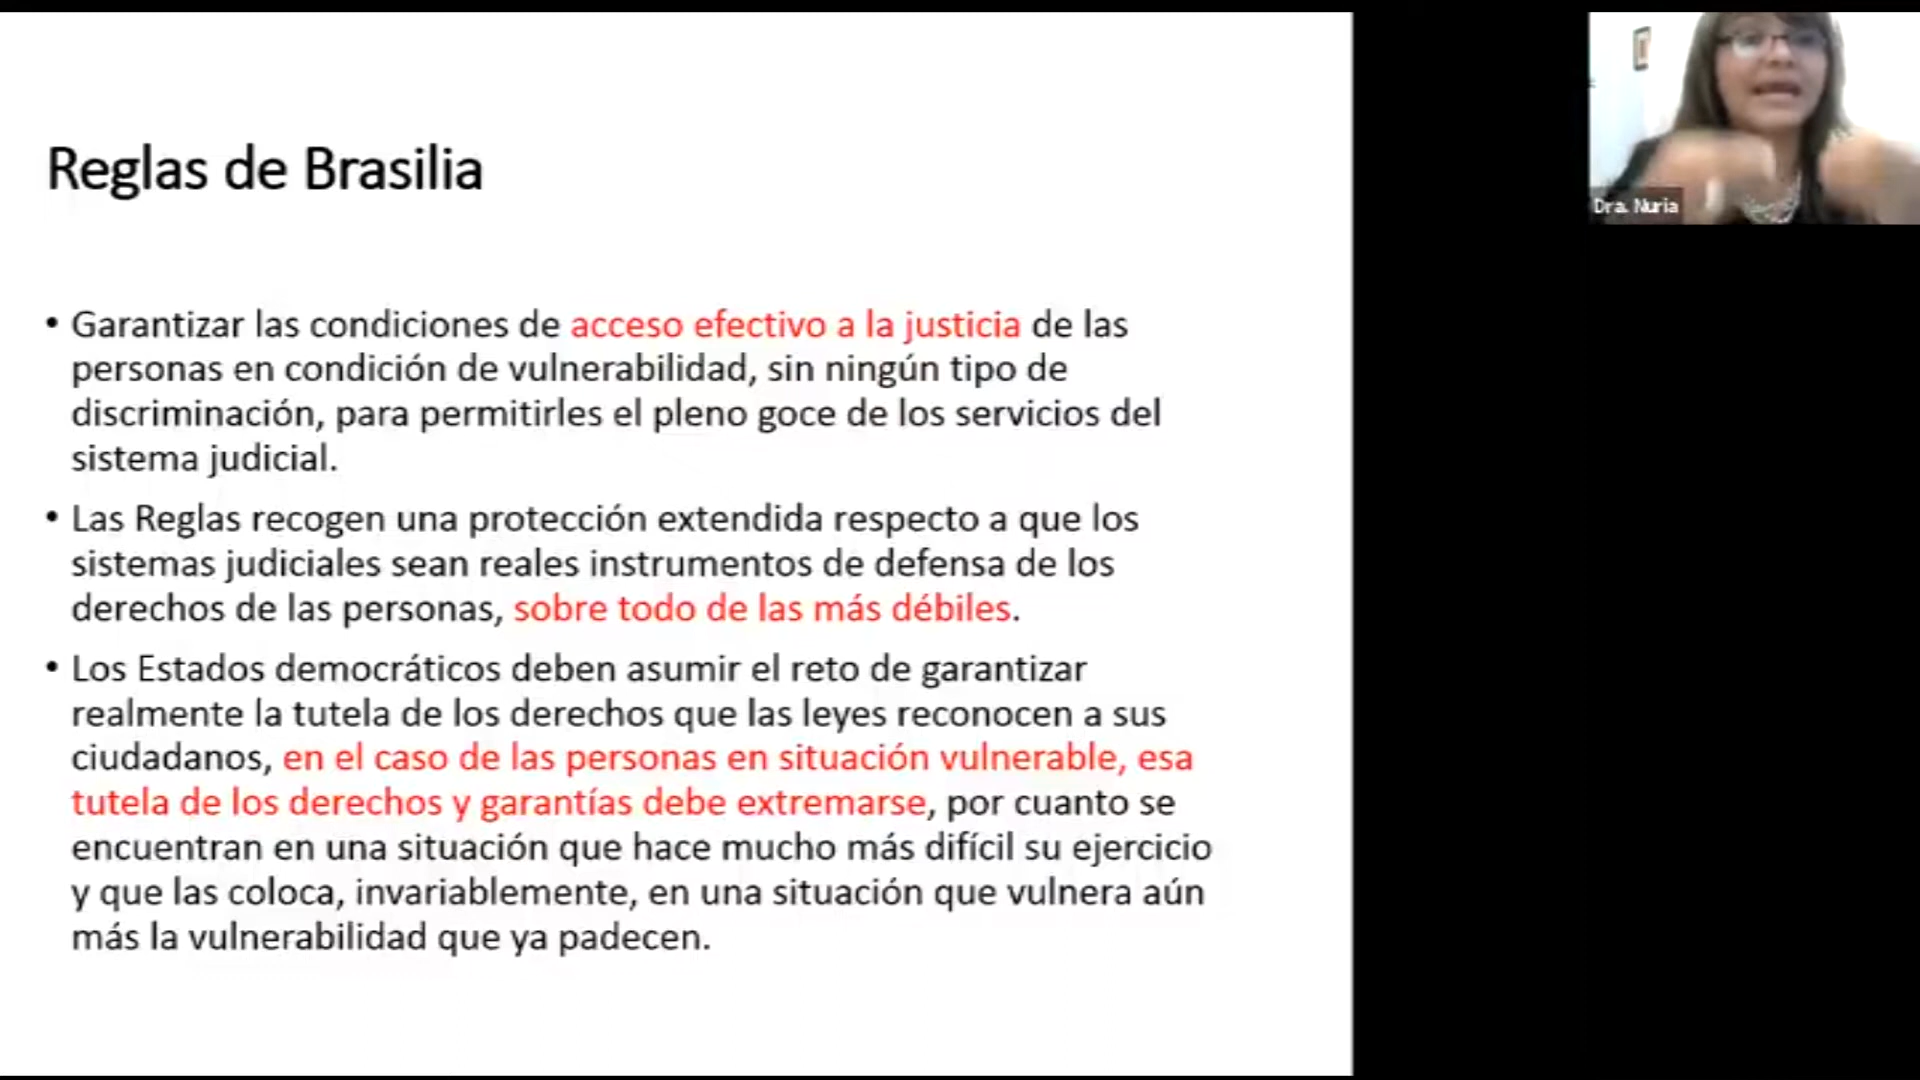 Reglas de Brasilia
• Garantizar las condiciones de acceso efectivo a la justicia de las
personas en condición de vulnerabilidad, sin ningún tipo de
discriminación, para permitirles el pleno goce de los servicios del
sistema judicial.
• Las Reglas recogen una protección extendida respecto a que los
sistemas judiciales sean reales instrumentos de defensa de los
derechos de las personas, sobre todo de las más débiles.
• Los Estados democráticos deben asumir el reto de garantizar
realmente la tutela de los derechos que las leyes reconocen a sus
ciudadanos, en el caso de las personas en situación vulnerable, esa
tutela de los derechos y garantías debe extremarse, por cuanto se
encuentran en una situación que hace mucho más difícil su ejercicio
y que las coloca, invariablemente, en una situación que vulnera aún
más la vulnerabilidad que ya padecen.
Dra. Nuria